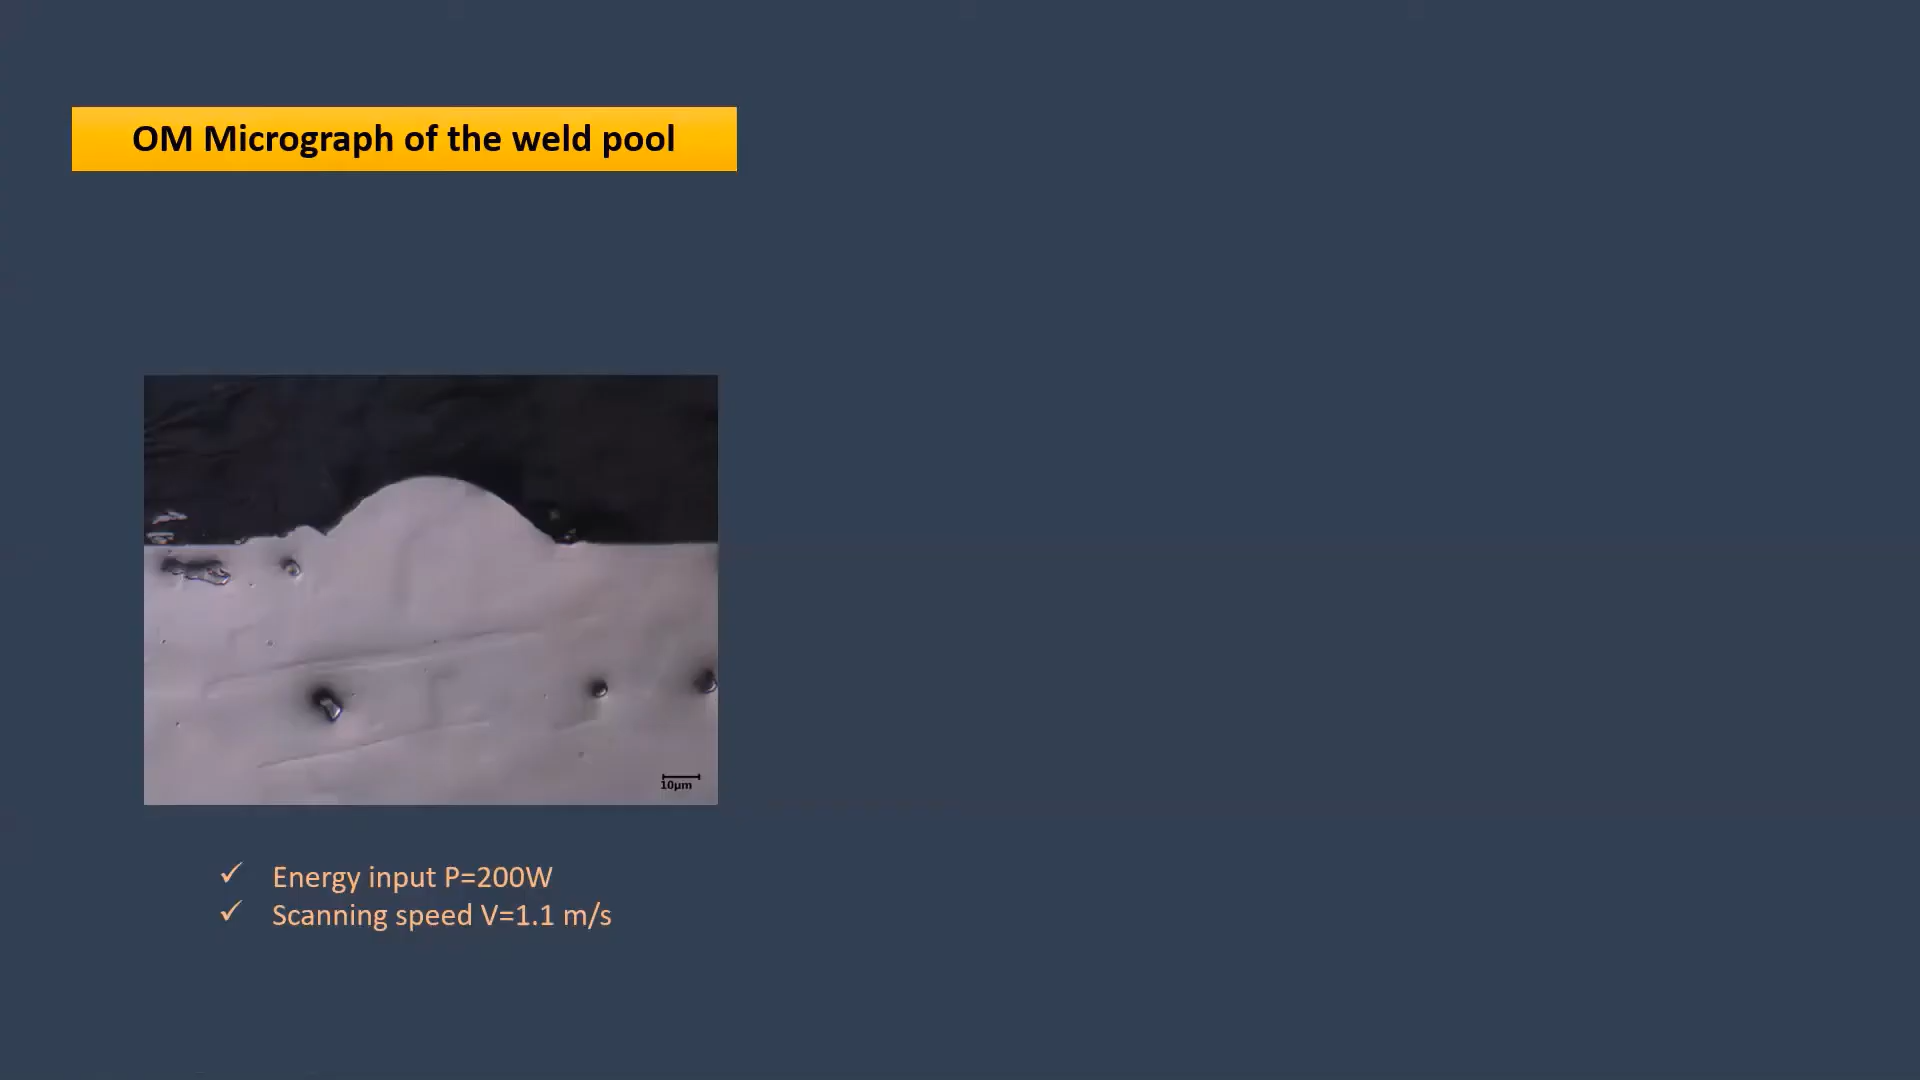 OM Micrograph of the weld pool
10µm
✓ Energy input P=200W
✓ Scanning speed V=1.1 m/s